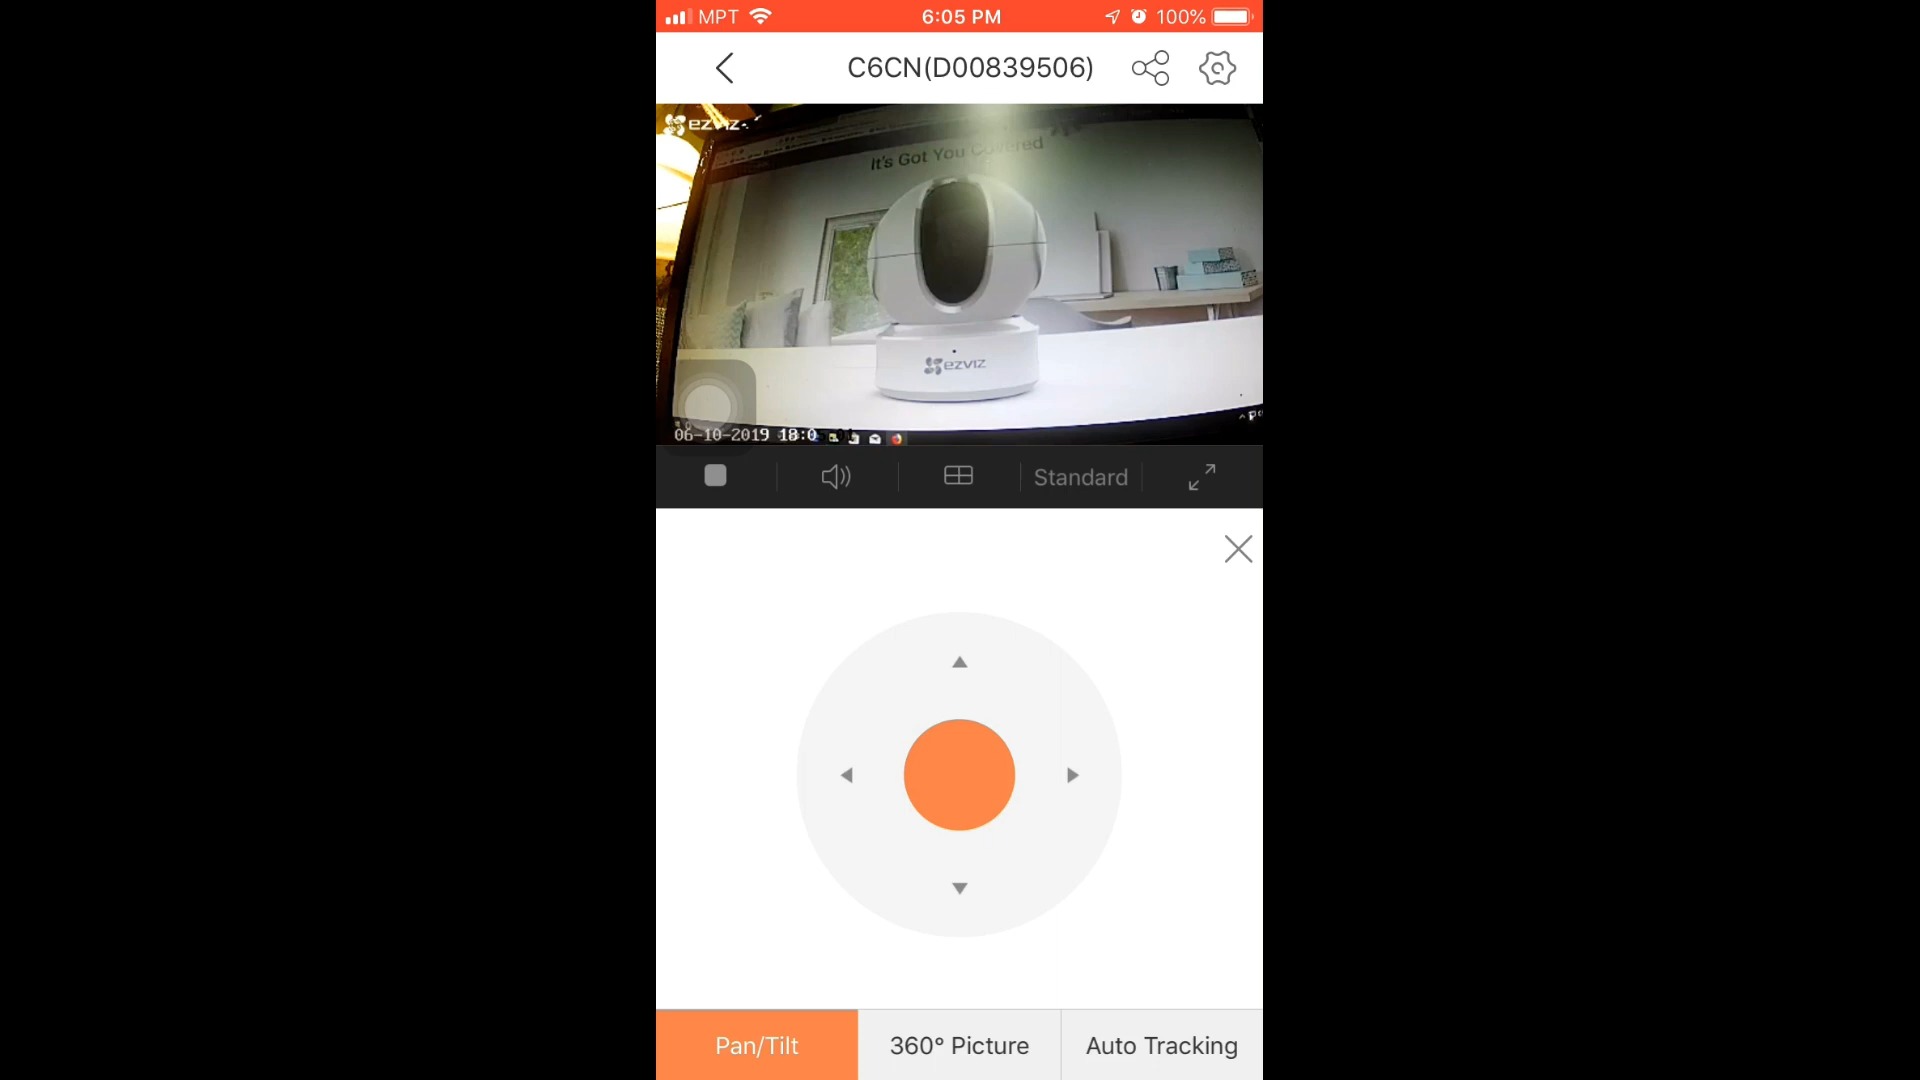 MPT 6:05 PM 100%
C6CN(D00839506)
ezviz
It's Got You Covered
ezviz
06-10-2019 18:0
Standard
Pan/Tilt
360° Picture
Auto Tracking